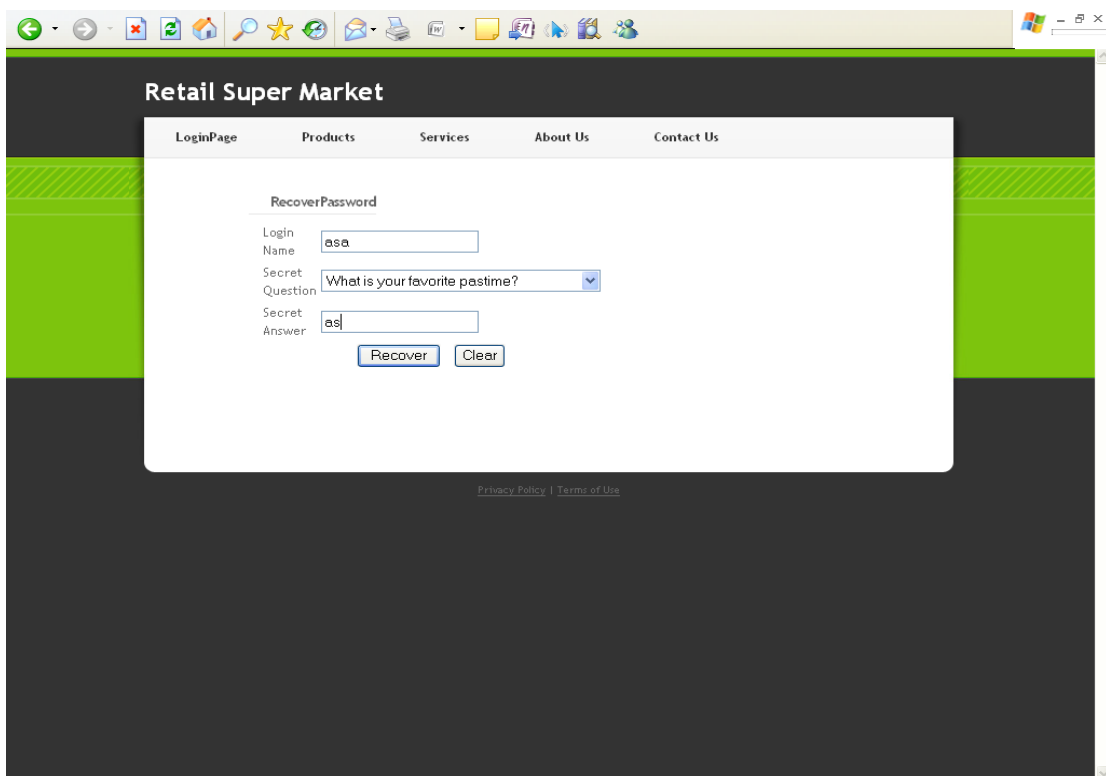 Retail Super Market
LoginPage Products Services About Us Contact Us
RecoverPassword
Login
Name
asa
Secret
Question
What is your favorite pastime?
Secret
Answer
as
Recover Clear
Privacy Policy | Terms of Use